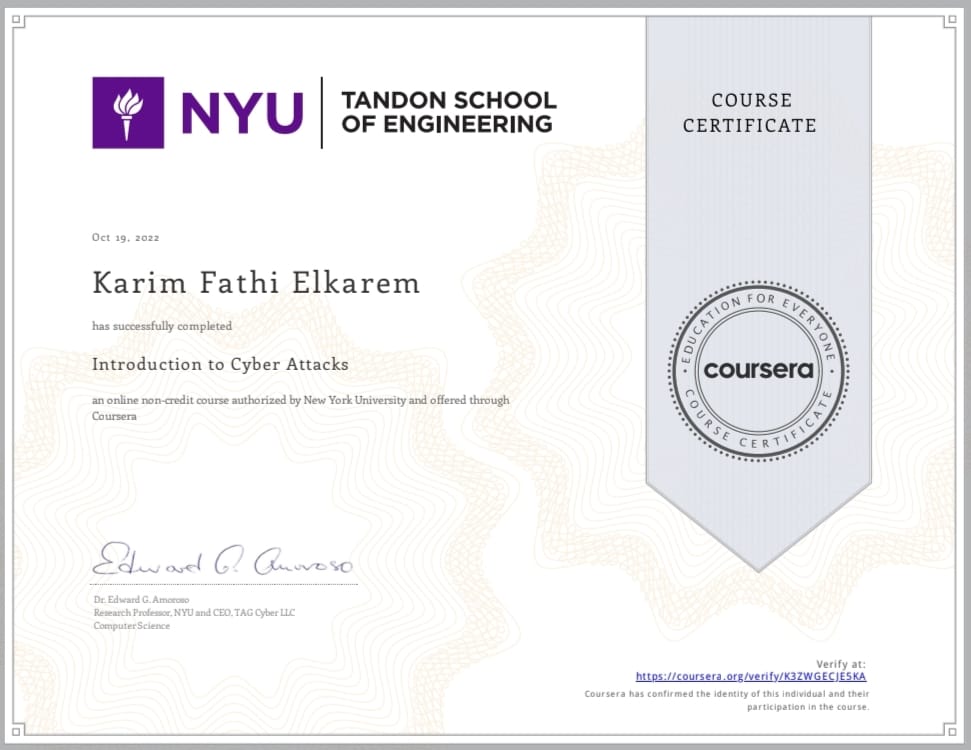 NYU
TANDON SCHOOL
OF ENGINEERING
COURSE
CERTIFICATE
Oct 19, 2022
Karim Fathi Elkarem
has successfully completed
Introduction to Cyber Attacks
an online non-credit course authorized by New York University and offered through
Coursera
EDUCATION FOR EVERYONE
coursera
COURSE CERTIFICATE
Edward G. Amoroso
Dr. Edward G. Amoroso
Research Professor, NYU and CEO, TAG Cyber LLC
Computer Science
Verify at:
https://coursera.org/verify/K3ZWGECJE5KA
Coursera has confirmed the identity of this individual and their
participation in the course.